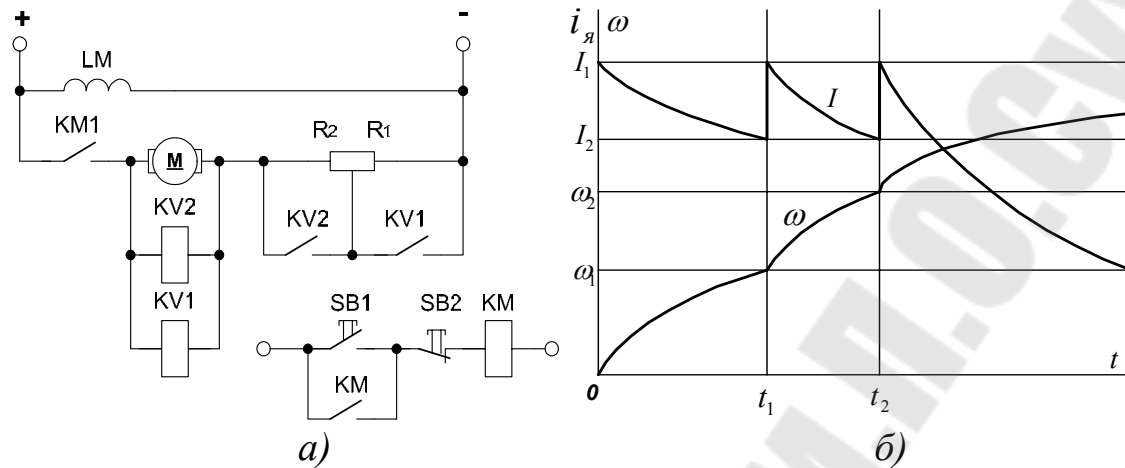 +
-
LM
KM1
M
R2
R1
KV2
KV2
KV1
KV1
SB1
SB2
KM
KM
а)
iя
ω
I1
I
I2
ω2
ω
ω1
0
t1
t2
t
б)